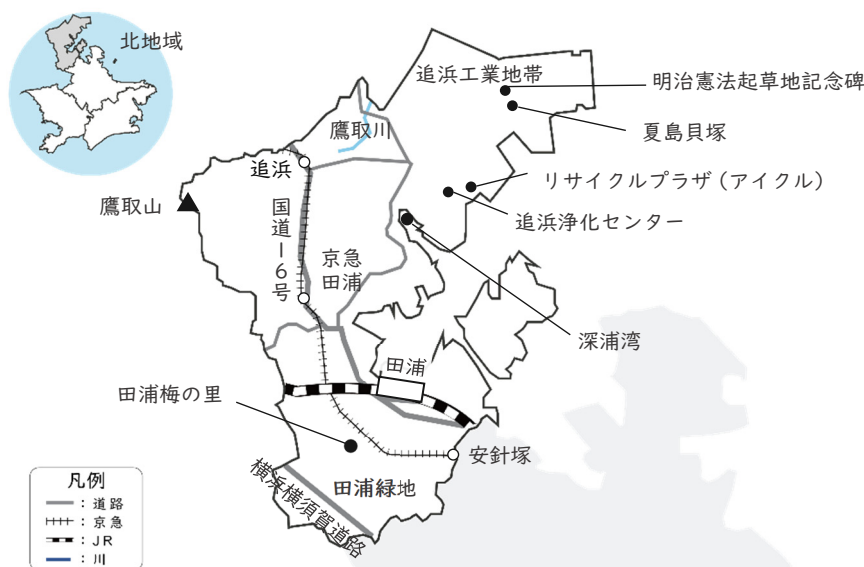 北地域
追浜工業地帯
明治憲法起草地記念碑
夏島貝塚
鷹取川
追浜
リサイクルプラザ(アイクル)
鷹取山
追浜浄化センター
国道16号
京急
田浦
深浦湾
田浦
田浦梅の里
安針塚
田浦緑地
横浜横須賀道路
凡例
:道路
:京急
:JR
:川